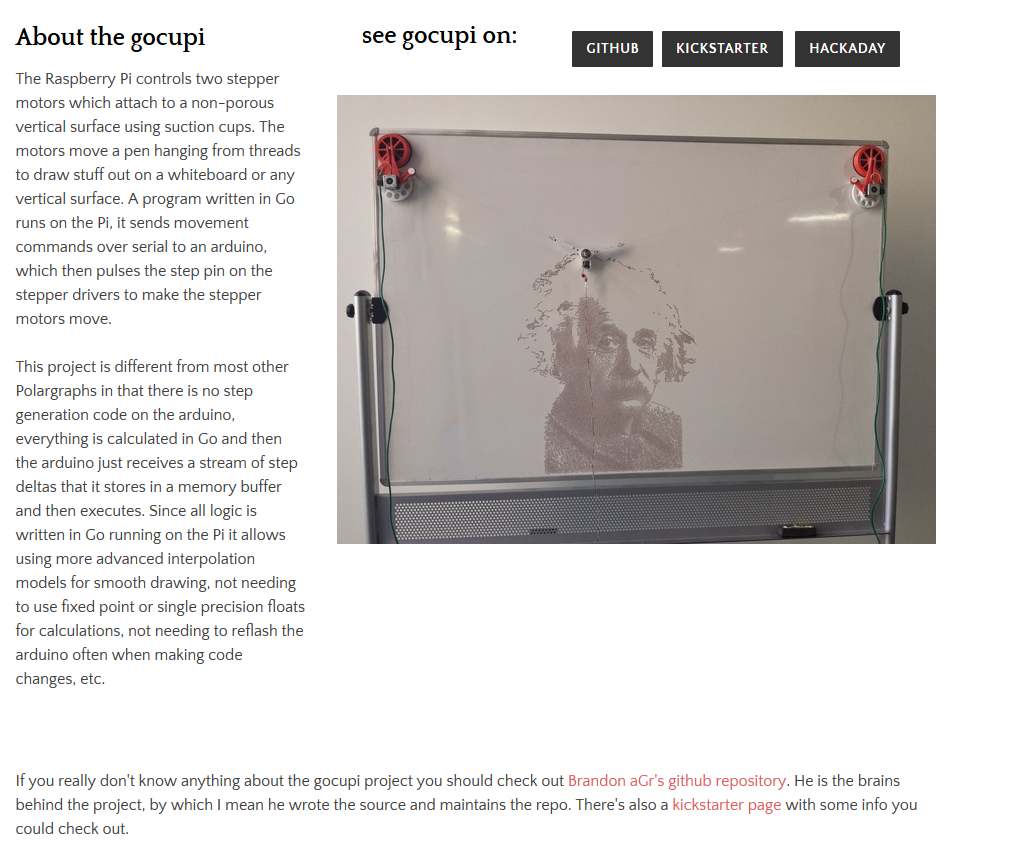 About the gocupi
The Raspberry Pi controls two stepper
motors which attach to a non-porous
vertical surface using suction cups. The
motors move a pen hanging from threads
to draw stuff out on a whiteboard or any
vertical surface. A program written in Go
runs on the Pi, it sends movement
commands over serial to an arduino,
which then pulses the step pin on the
stepper drivers to make the stepper
motors move.
This project is different from most other
Polargraphs in that there is no step
generation code on the arduino,
everything is calculated in Go and then
the arduino just receives a stream of step
deltas that it stores in a memory buffer
and then executes. Since all logic is
written in Go running on the Pi it allows
using more advanced interpolation
models for smooth drawing, not needing
to use fixed point or single precision floats
for calculations, not needing to reflash the
arduino often when making code
changes, etc.
see gocupi on:
GITHUB KICKSTARTER HACKADAY
If you really don't know anything about the gocupi project you should check out Brandon aGr's github repository. He is the brains
behind the project, by which I mean he wrote the source and maintains the repo. There's also a kickstarter page with some info you
could check out.